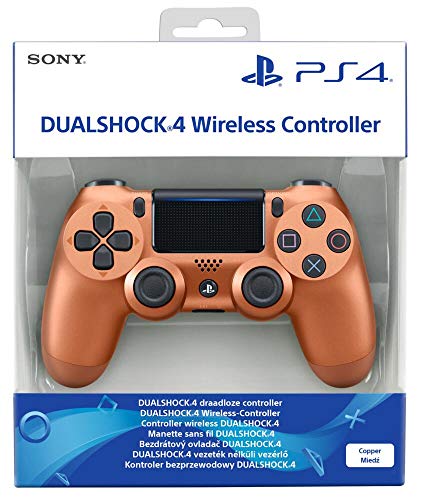 SONY
PS4
DUALSHOCK®4 Wireless Controller
DUALSHOCK®4 draadloze controller
DUALSHOCK®4 Wireless-Controller
Controller wireless DUALSHOCK®4
Manette sans fil DUALSHOCK®4
Bezdrátový ovladač DUALSHOCK®4
DUALSHOCK®4 vezeték nélküli vezérlő
Kontroler bezprzewodowy DUALSHOCK®4
Copper
Miedź